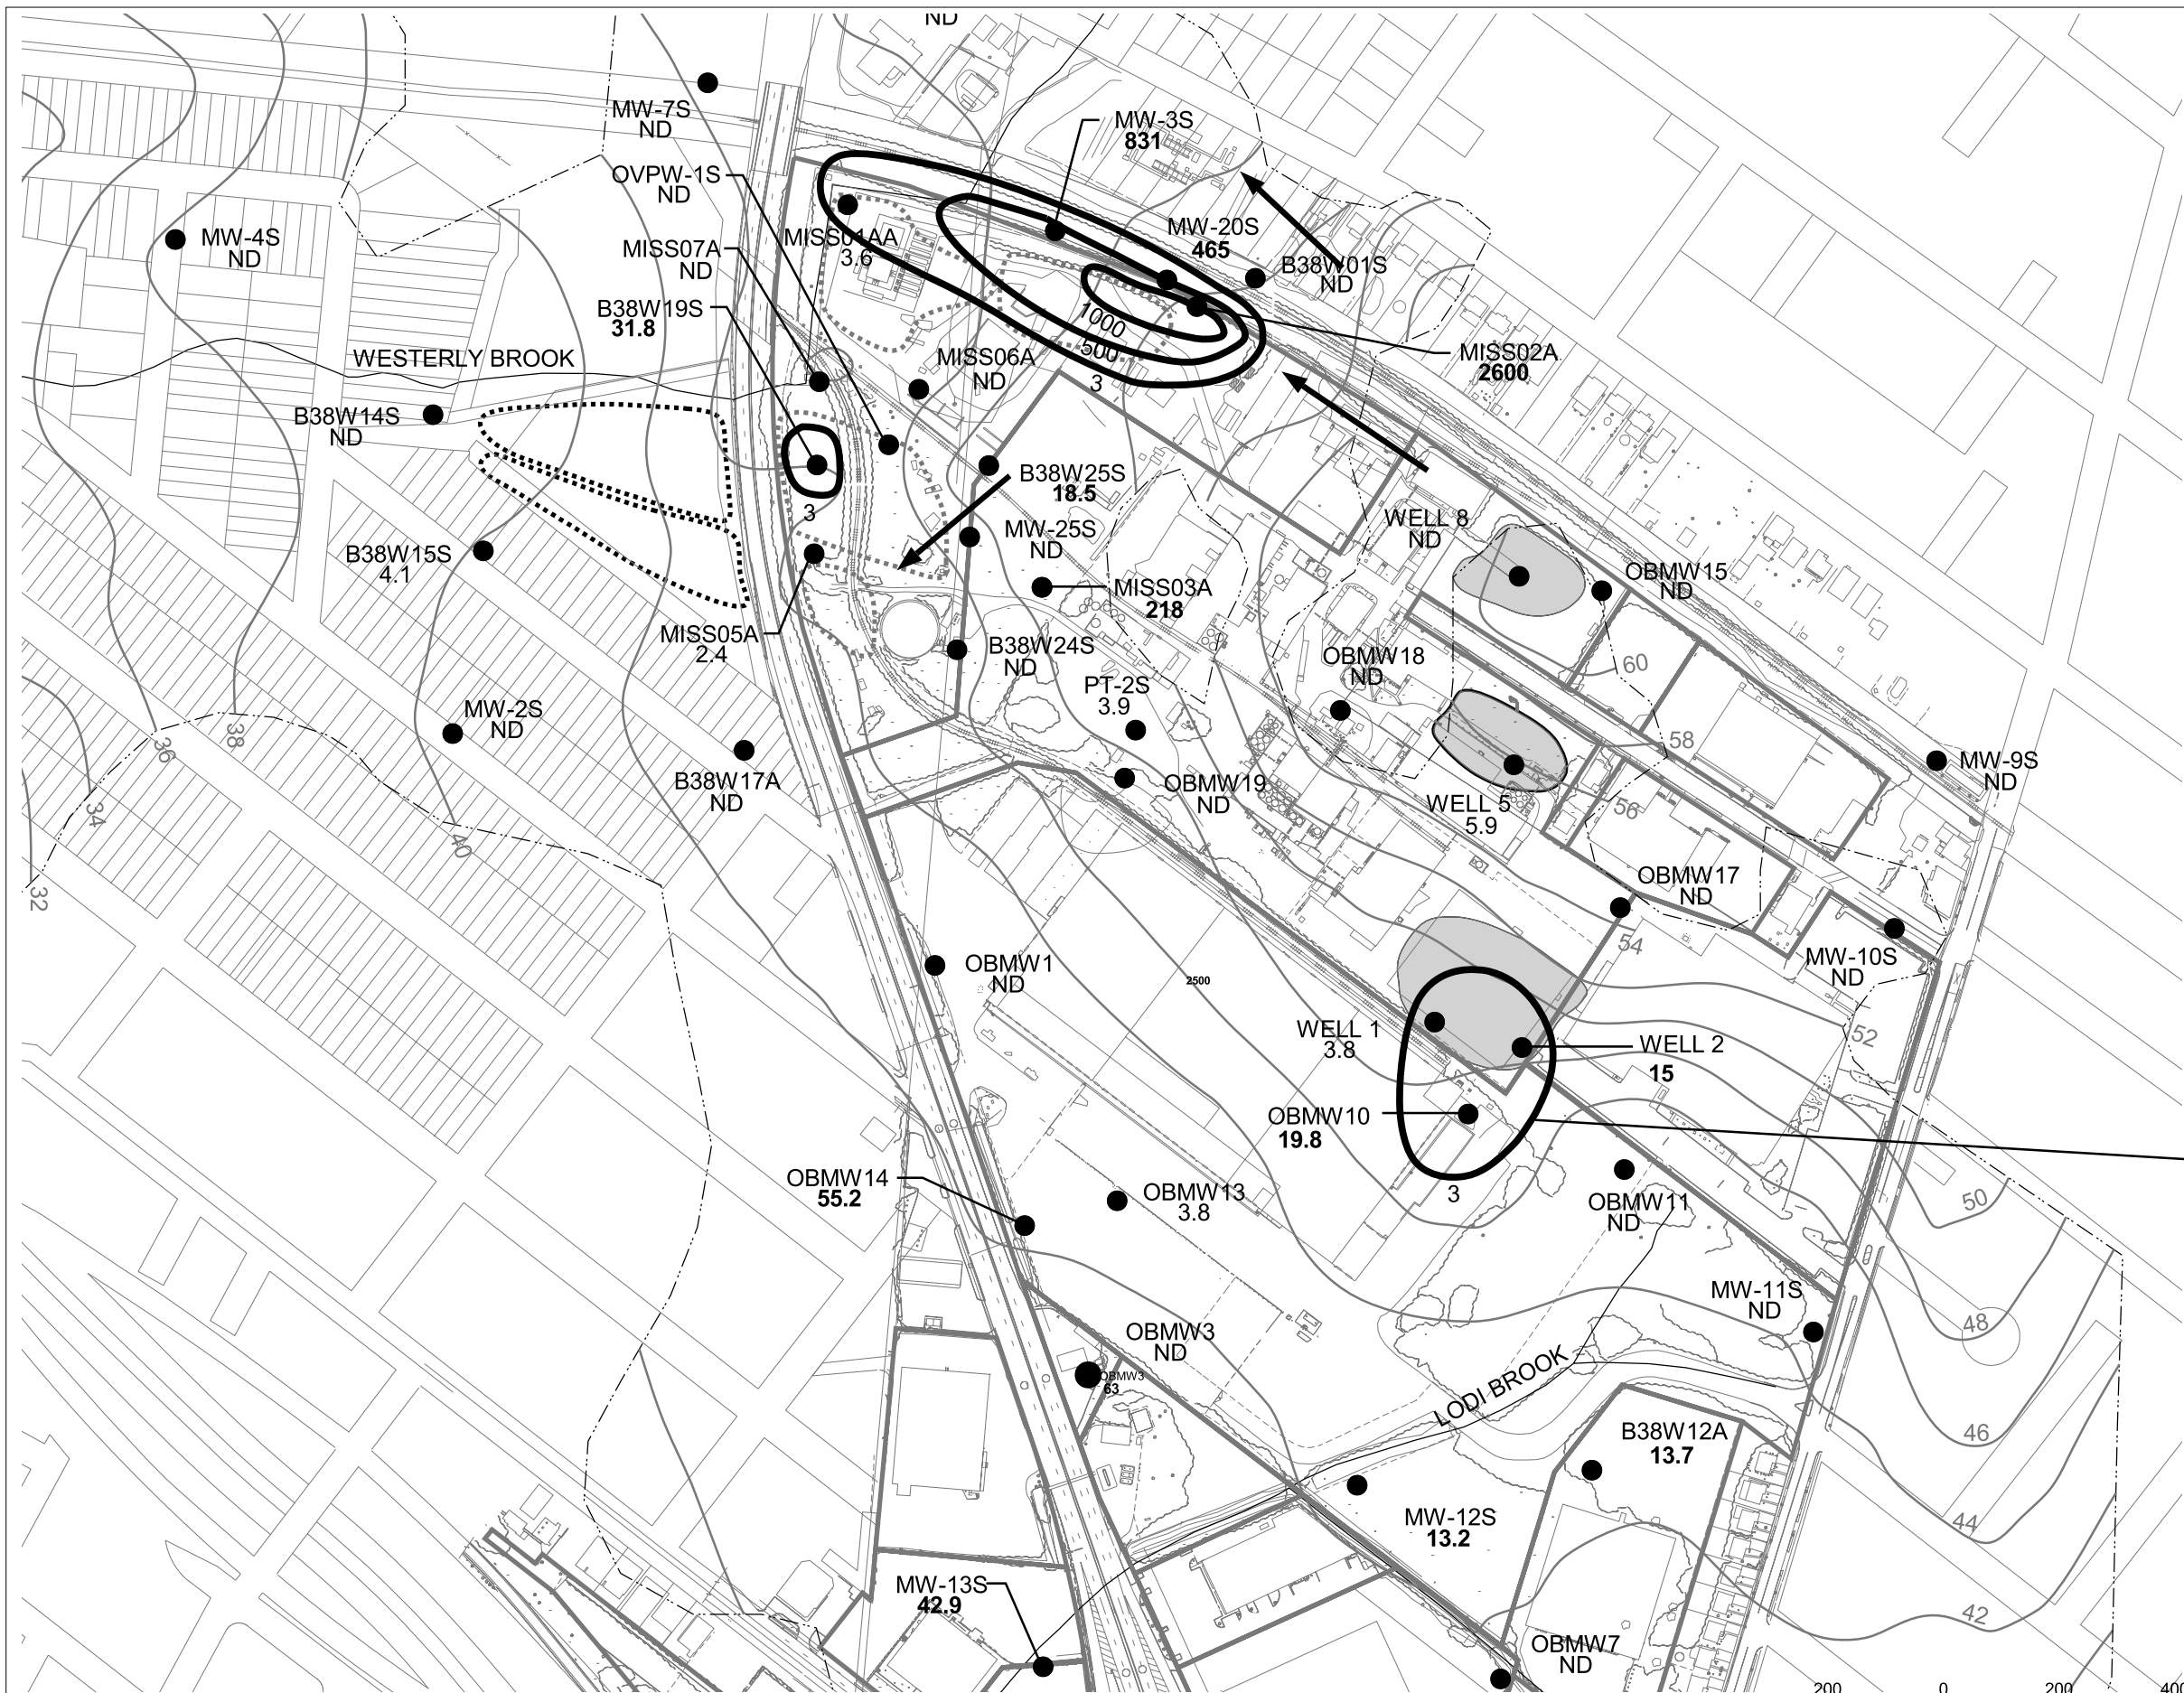 ND
MW-7S
ND
MW-3S
831
OVPW-1S
ND
MW-4S
ND
MISS01AA
3.6
MW-20S
465
MISS07A
ND
B38W01S
ND
B38W19S
31.8
1000
500
3
WESTERLY BROOK
MISS06A
ND
MISS02A
2600
B38W14S
ND
B38W25S
18.5
3
MW-25S
ND
WELL 8
ND
B38W15S
4.1
OBMW15
ND
MISS03A
218
MISS05A
2.4
B38W24S
ND
OBMW18
ND
60
PT-2S
3.9
MW-2S
ND
36
38
58
B38W17A
ND
OBMW19
ND
MW-9S
ND
34
40
WELL 5
5.9
56
32
OBMW17
ND
54
MW-10S
ND
OBMW1
ND
2500
WELL 1
3.8
52
WELL 2
15
OBMW10
19.8
OBMW14
55.2
OBMW13
3.8
3
OBMW11
ND
50
MW-11S
ND
48
OBMW3
ND
OBMW3
63
LODI BROOK
B38W12A
13.7
46
MW-12S
13.2
44
MW-13S
42.9
42
OBMW7
ND
200
0
200
400